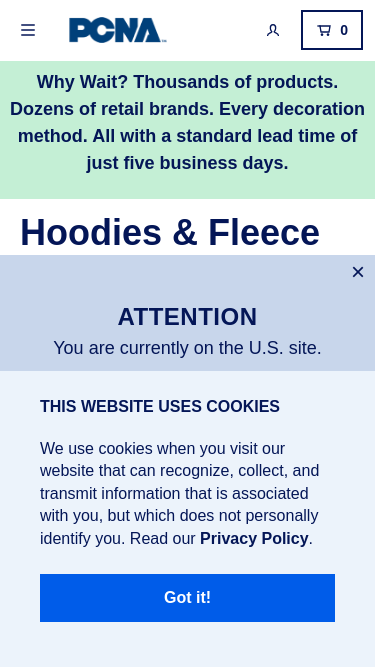 PCNA
0
Why Wait? Thousands of products.
Dozens of retail brands. Every decoration
method. All with a standard lead time of
just five business days.
Hoodies & Fleece
ATTENTION
You are currently on the U.S. site.
THIS WEBSITE USES COOKIES
We use cookies when you visit our
website that can recognize, collect, and
transmit information that is associated
with you, but which does not personally
identify you. Read our Privacy Policy.
Got it!